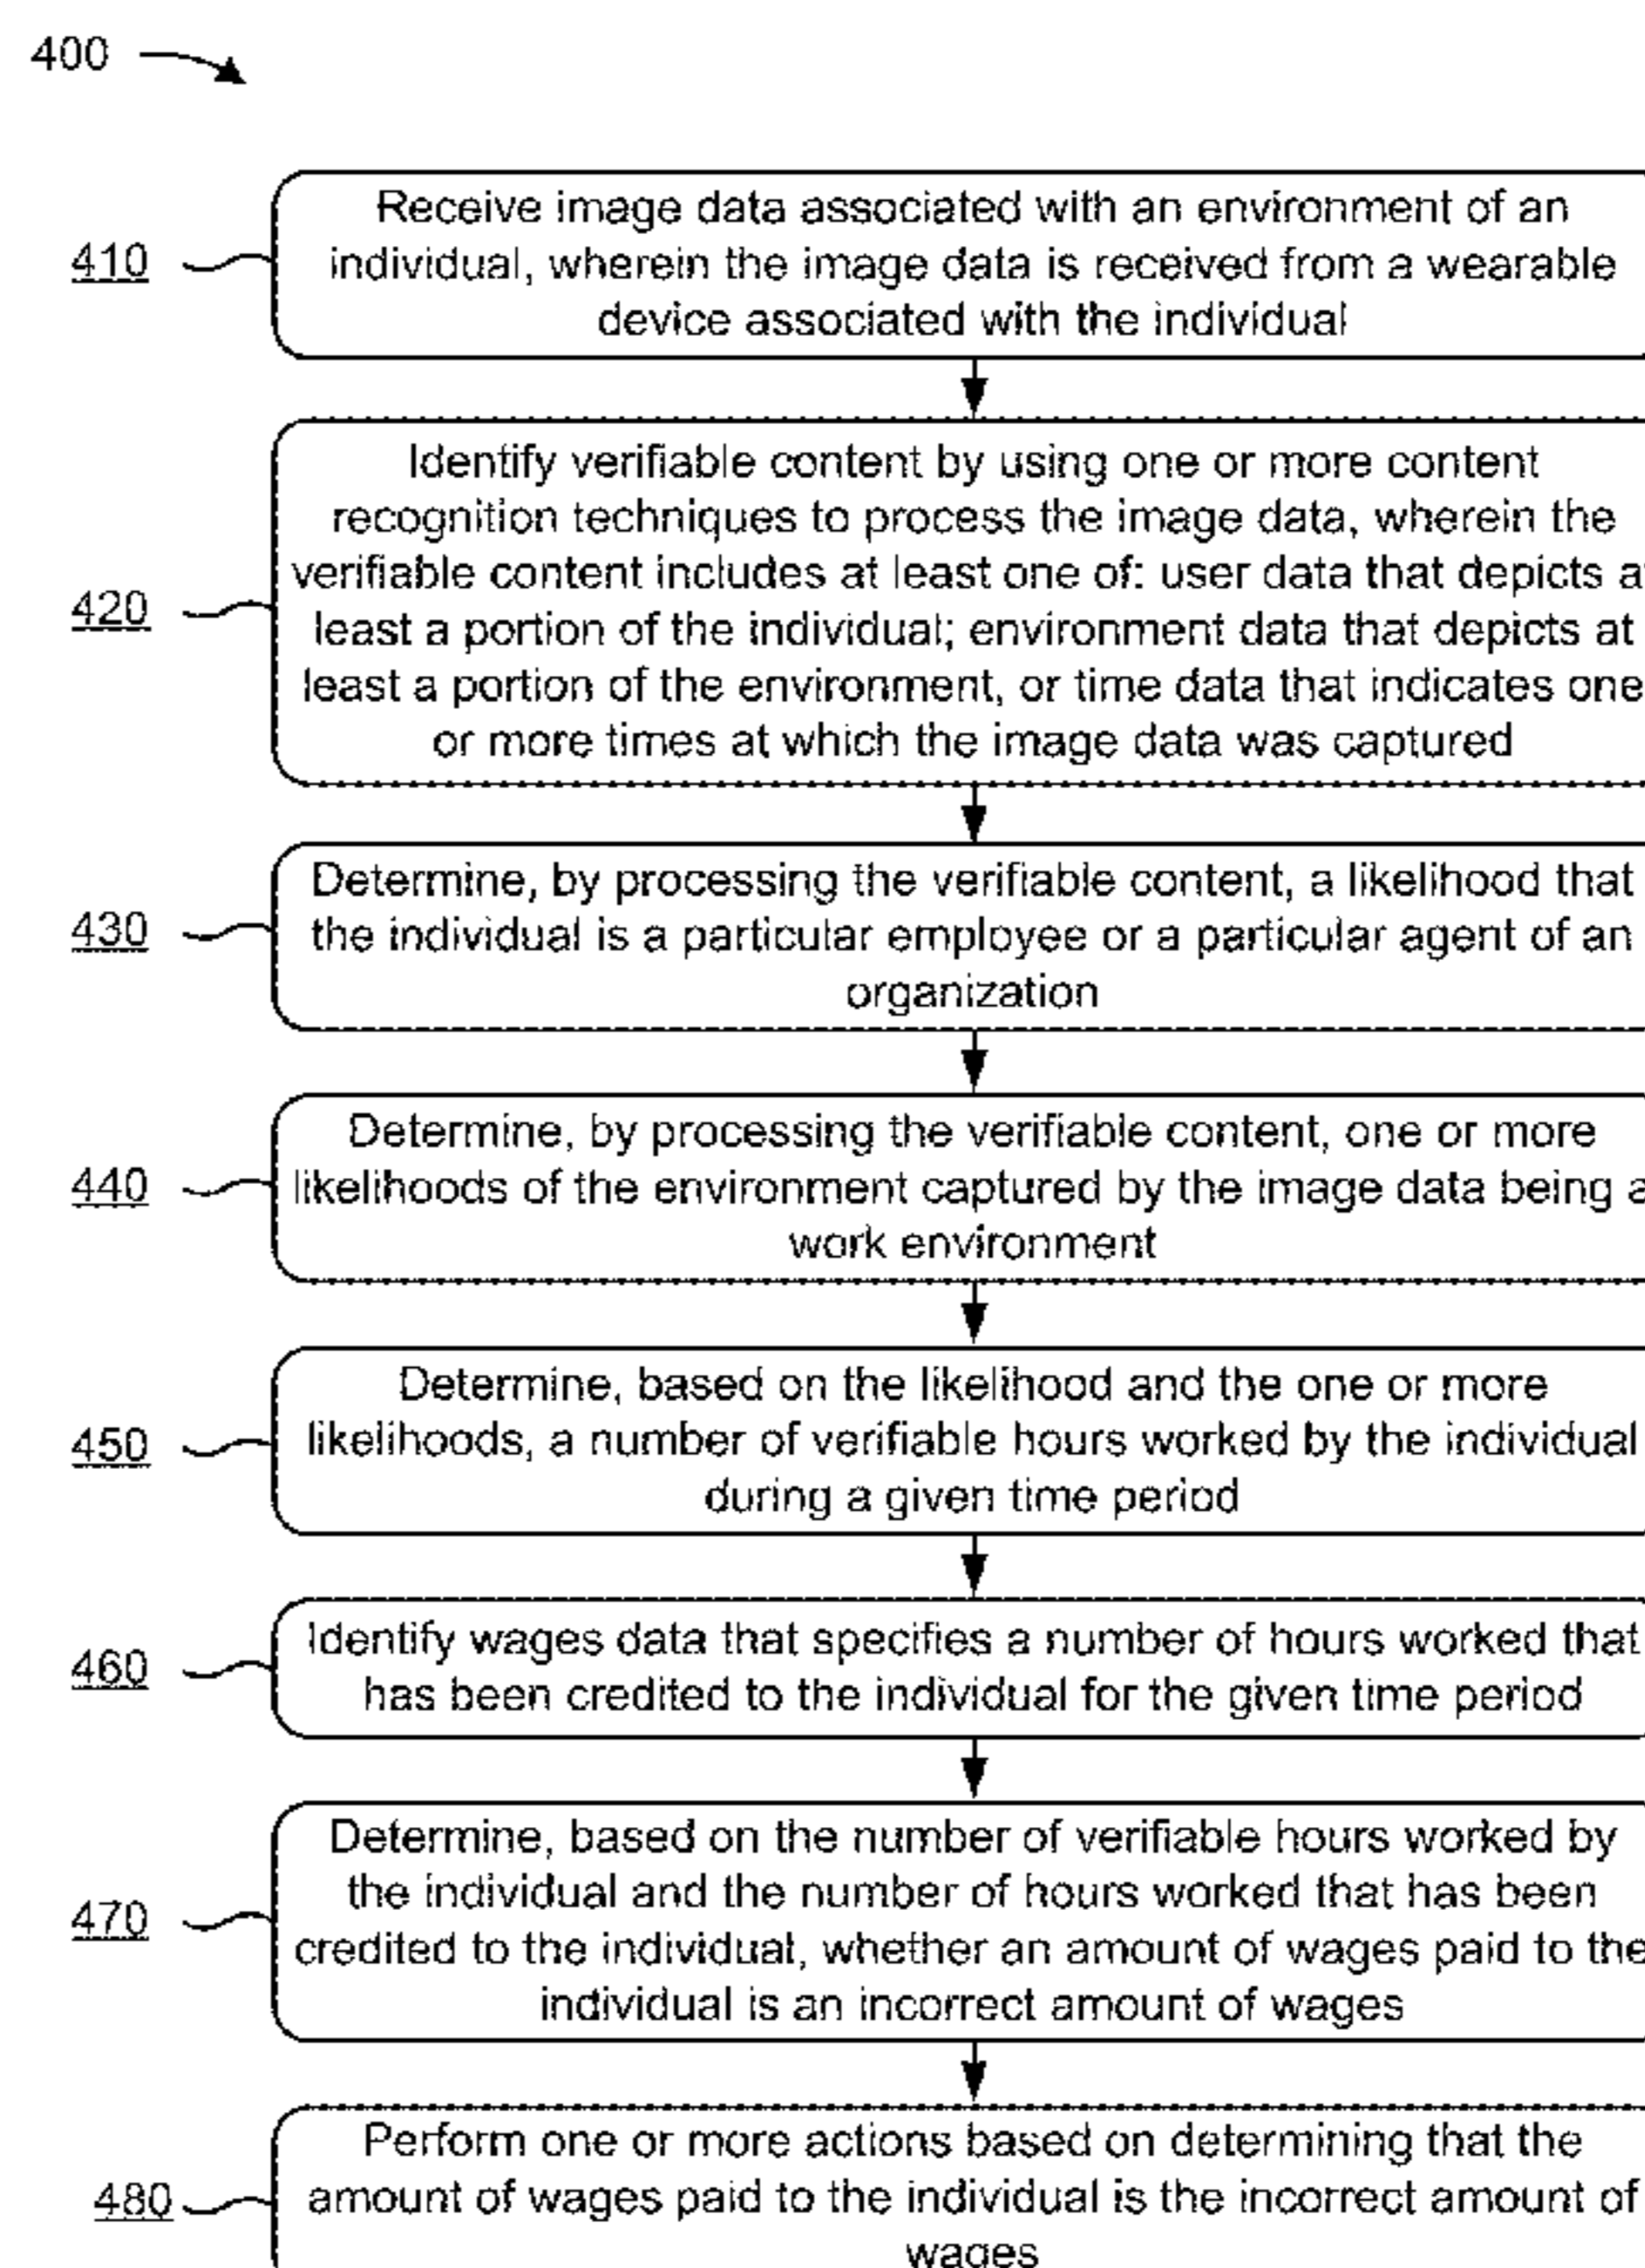 400
410
Receive image data associated with an environment of an
individual, wherein the image data is received from a wearable
device associated with the individual
420
Identify verifiable content by using one or more content
recognition techniques to process the image data, wherein the
verifiable content includes at least one of: user data that depicts at
least a portion of the individual; environment data that depicts at
least a portion of the environment, or time data that indicates one
or more times at which the image data was captured
430
Determine, by processing the verifiable content, a likelihood that
the individual is a particular employee or a particular agent of an
organization
440
Determine, by processing the verifiable content, one or more
likelihoods of the environment captured by the image data being a
work environment
450
Determine, based on the likelihood and the one or more
likelihoods, a number of verifiable hours worked by the individual
during a given time period
460
Identify wages data that specifies a number of hours worked that
has been credited to the individual for the given time period
470
Determine, based on the number of verifiable hours worked by
the individual and the number of hours worked that has been
credited to the individual, whether an amount of wages paid to the
individual is an incorrect amount of wages
480
Perform one or more actions based on determining that the
amount of wages paid to the individual is the incorrect amount of
wages